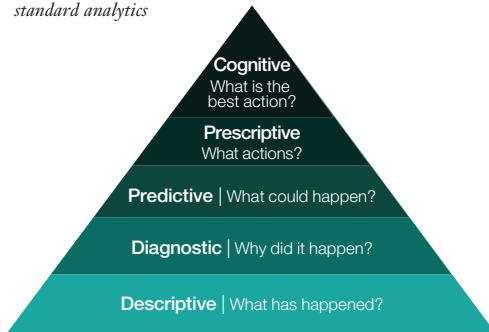 standard analytics
Cognitive
What is the
best action?
Prescriptive
What actions?
Predictive | What could happen?
Diagnostic | Why did it happen?
Descriptive | What has happened?